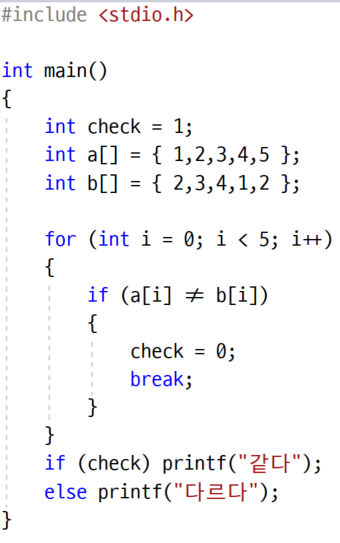 #include <stdio.h>
int main()
{
int check = 1;
int a[] = { 1,2,3,4,5 };
int b[] = { 2,3,4,1,2 };
for (int i = 0; i < 5; i++)
{
if (a[i] ≠ b[i])
{
check = 0;
break;
}
}
if (check) printf("같다");
else printf("다르다");
}